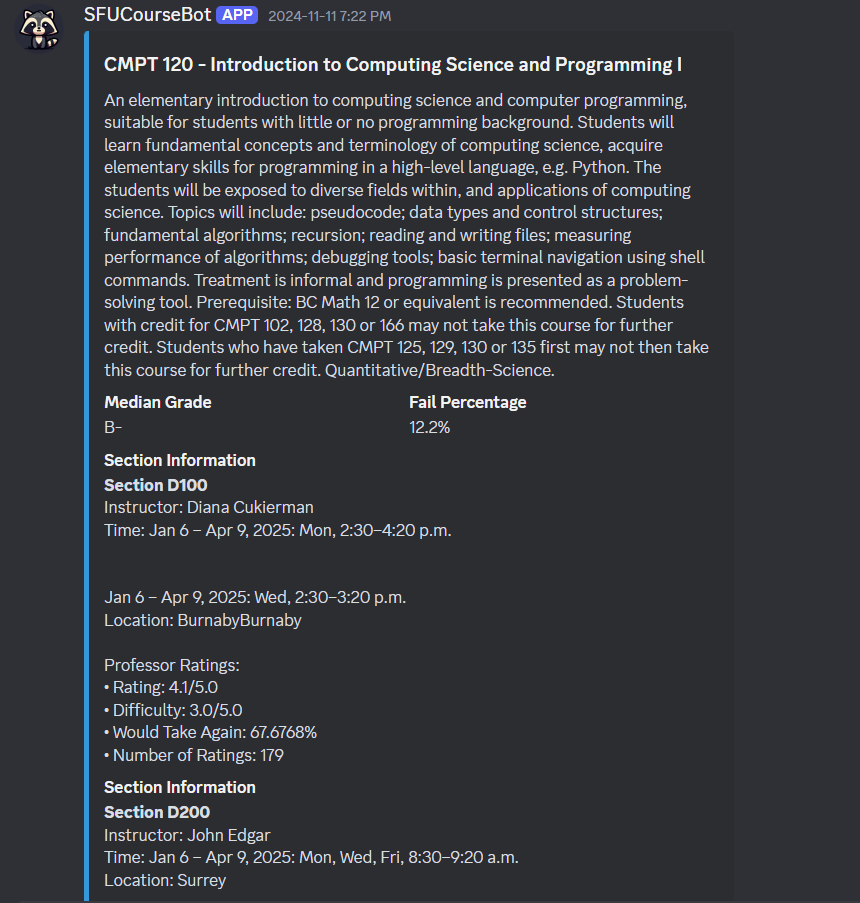 SFUCourseBot APP 2024-11-11 7:22 PM
CMPT 120 - Introduction to Computing Science and Programming I
An elementary introduction to computing science and computer programming,
suitable for students with little or no programming background. Students will
learn fundamental concepts and terminology of computing science, acquire
elementary skills for programming in a high-level language, e.g. Python. The
students will be exposed to diverse fields within, and applications of computing
science. Topics will include: pseudocode; data types and control structures;
fundamental algorithms; recursion; reading and writing files; measuring
performance of algorithms; debugging tools; basic terminal navigation using shell
commands. Treatment is informal and programming is presented as a problem-
solving tool. Prerequisite: BC Math 12 or equivalent is recommended. Students
with credit for CMPT 102, 128, 130 or 166 may not take this course for further
credit. Students who have taken CMPT 125, 129, 130 or 135 first may not then take
this course for further credit. Quantitative/Breadth-Science.
Median Grade Fail Percentage
B- 12.2%
Section Information
Section D100
Instructor: Diana Cukierman
Time: Jan 6 – Apr 9, 2025: Mon, 2:30–4:20 p.m.
Jan 6 – Apr 9, 2025: Wed, 2:30–3:20 p.m.
Location: BurnabyBurnaby
Professor Ratings:
• Rating: 4.1/5.0
• Difficulty: 3.0/5.0
• Would Take Again: 67.6768%
• Number of Ratings: 179
Section Information
Section D200
Instructor: John Edgar
Time: Jan 6 – Apr 9, 2025: Mon, Wed, Fri, 8:30–9:20 a.m.
Location: Surrey